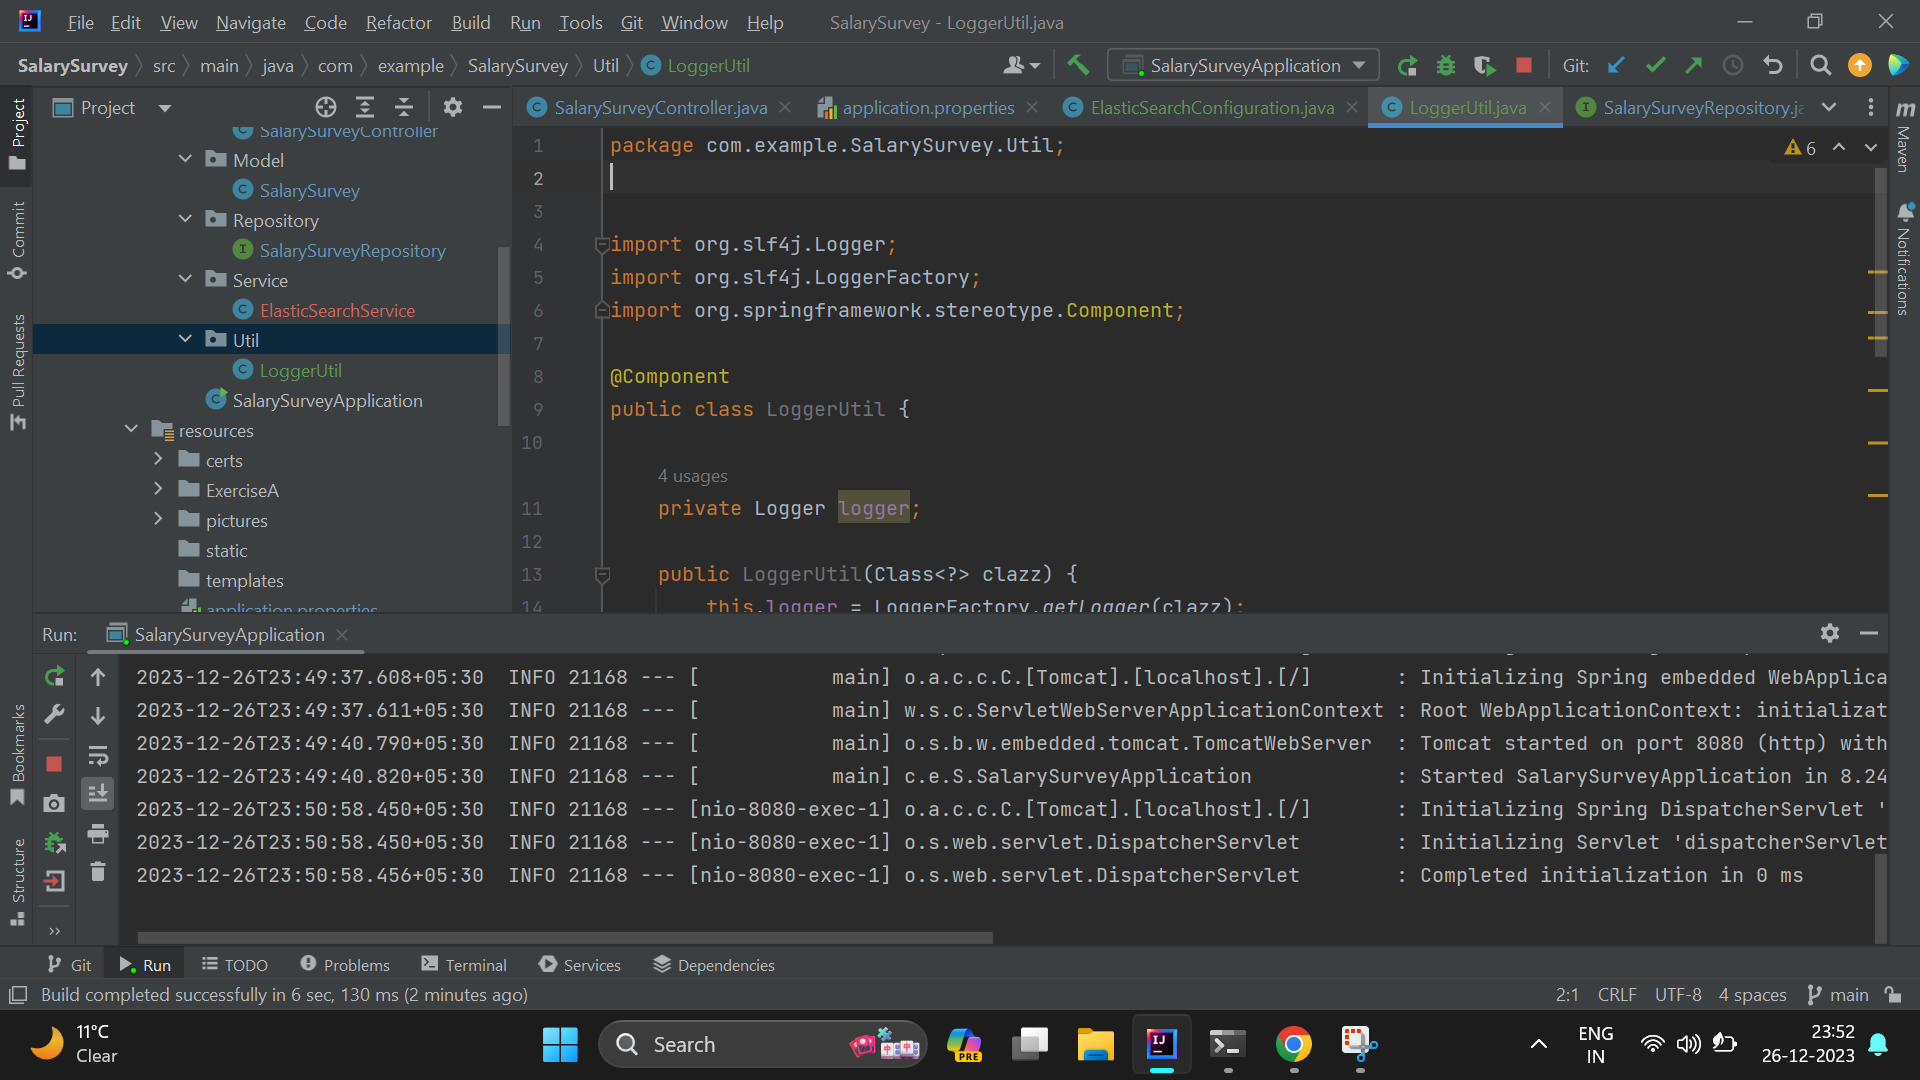 File Edit View Navigate Code Refactor Build Run Tools Git Window Help SalarySurvey - LoggerUtil.java
SalarySurvey src main java com example SalarySurvey Util LoggerUtil SalarySurveyApplication Git:
Project
SalarySurveyController.java application.properties ElasticSearchConfiguration.java LoggerUtil.java SalarySurveyRepository.ja
Project
Commit
Pull Requests
Bookmarks
Structure
SalarySurveyController
Model
SalarySurvey
Repository
SalarySurveyRepository
Service
ElasticSearchService
Util
LoggerUtil
SalarySurveyApplication
resources
certs
ExerciseA
pictures
static
templates
application.properties
1 package com.example.SalarySurvey.Util;
6
2
3
4 import org.slf4j.Logger;
5 import org.slf4j.LoggerFactory;
6 import org.springframework.stereotype.Component;
7
8 @Component
9 public class LoggerUtil {
10
4 usages
11 private Logger logger;
12
13 public LoggerUtil(Class<?> clazz) {
14 this.logger = LoggerFactory.getLogger(clazz);
m Maven
Notifications
Run: SalarySurveyApplication
2023-12-26T23:49:37.608+05:30 INFO 21168 --- [ main] o.a.c.c.C.[Tomcat].[localhost].[/] : Initializing Spring embedded WebApplica
2023-12-26T23:49:37.611+05:30 INFO 21168 --- [ main] w.s.c.ServletWebServerApplicationContext : Root WebApplicationContext: initializat
2023-12-26T23:49:40.790+05:30 INFO 21168 --- [ main] o.s.b.w.embedded.tomcat.TomcatWebServer : Tomcat started on port 8080 (http) with
2023-12-26T23:49:40.820+05:30 INFO 21168 --- [ main] c.e.S.SalarySurveyApplication : Started SalarySurveyApplication in 8.24
2023-12-26T23:50:58.450+05:30 INFO 21168 --- [nio-8080-exec-1] o.a.c.c.C.[Tomcat].[localhost].[/] : Initializing Spring DispatcherServlet '
2023-12-26T23:50:58.450+05:30 INFO 21168 --- [nio-8080-exec-1] o.s.web.servlet.DispatcherServlet : Initializing Servlet 'dispatcherServlet
2023-12-26T23:50:58.456+05:30 INFO 21168 --- [nio-8080-exec-1] o.s.web.servlet.DispatcherServlet : Completed initialization in 0 ms
Git Run TODO Problems Terminal Services Dependencies
Build completed successfully in 6 sec, 130 ms (2 minutes ago) 2:1 CRLF UTF-8 4 spaces main
11°C
Clear
Search
PRE
IJ
ENG
IN
23:52
26-12-2023